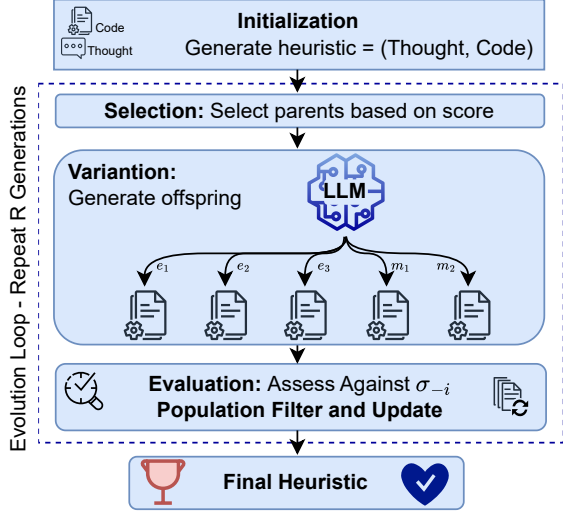 Initialization
Code
Thought
Generate heuristic = (Thought, Code)
Evolution Loop - Repeat R Generations
Selection: Select parents based on score
Variantion:
Generate offspring
LLM
e₁ e₂ e₃ m₁ m₂
Evaluation: Assess Against σ₋ᵢ
Population Filter and Update
Final Heuristic